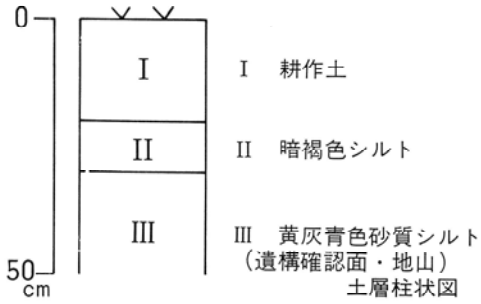 0
I
I 耕作土
II
II 暗褐色シルト
III
III 黄灰青色砂質シルト
(遺構確認面・地山)
50
cm
土層柱状図